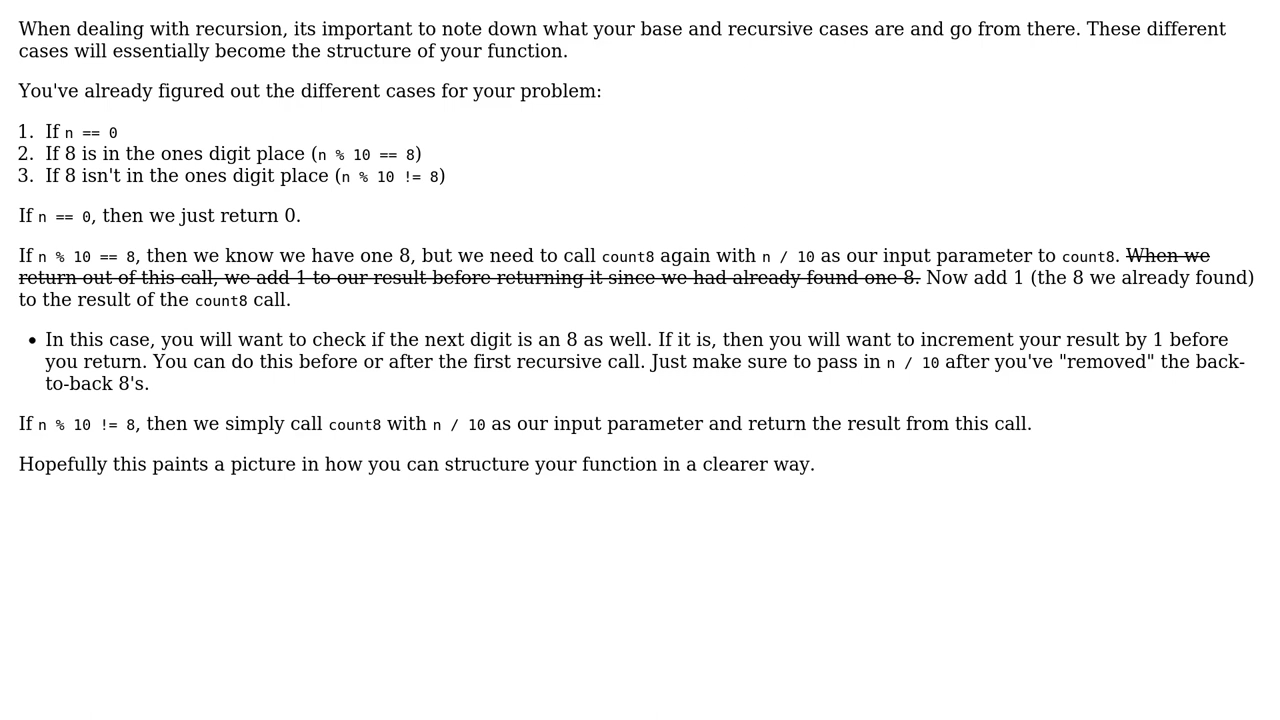 When dealing with recursion, its important to note down what your base and recursive cases are and go from there. These different
cases will essentially become the structure of your function.
You've already figured out the different cases for your problem:
1. If n == 0
2. If 8 is in the ones digit place (n % 10 == 8)
3. If 8 isn't in the ones digit place (n % 10 != 8)
If n == 0, then we just return 0.
If n % 10 == 8, then we know we have one 8, but we need to call count8 again with n / 10 as our input parameter to count8. When we
return out of this call, we add 1 to our result before returning it since we had already found one 8. Now add 1 (the 8 we already found)
to the result of the count8 call.
• In this case, you will want to check if the next digit is an 8 as well. If it is, then you will want to increment your result by 1 before
you return. You can do this before or after the first recursive call. Just make sure to pass in n / 10 after you've "removed" the back-
to-back 8's.
If n % 10 != 8, then we simply call count8 with n / 10 as our input parameter and return the result from this call.
Hopefully this paints a picture in how you can structure your function in a clearer way.